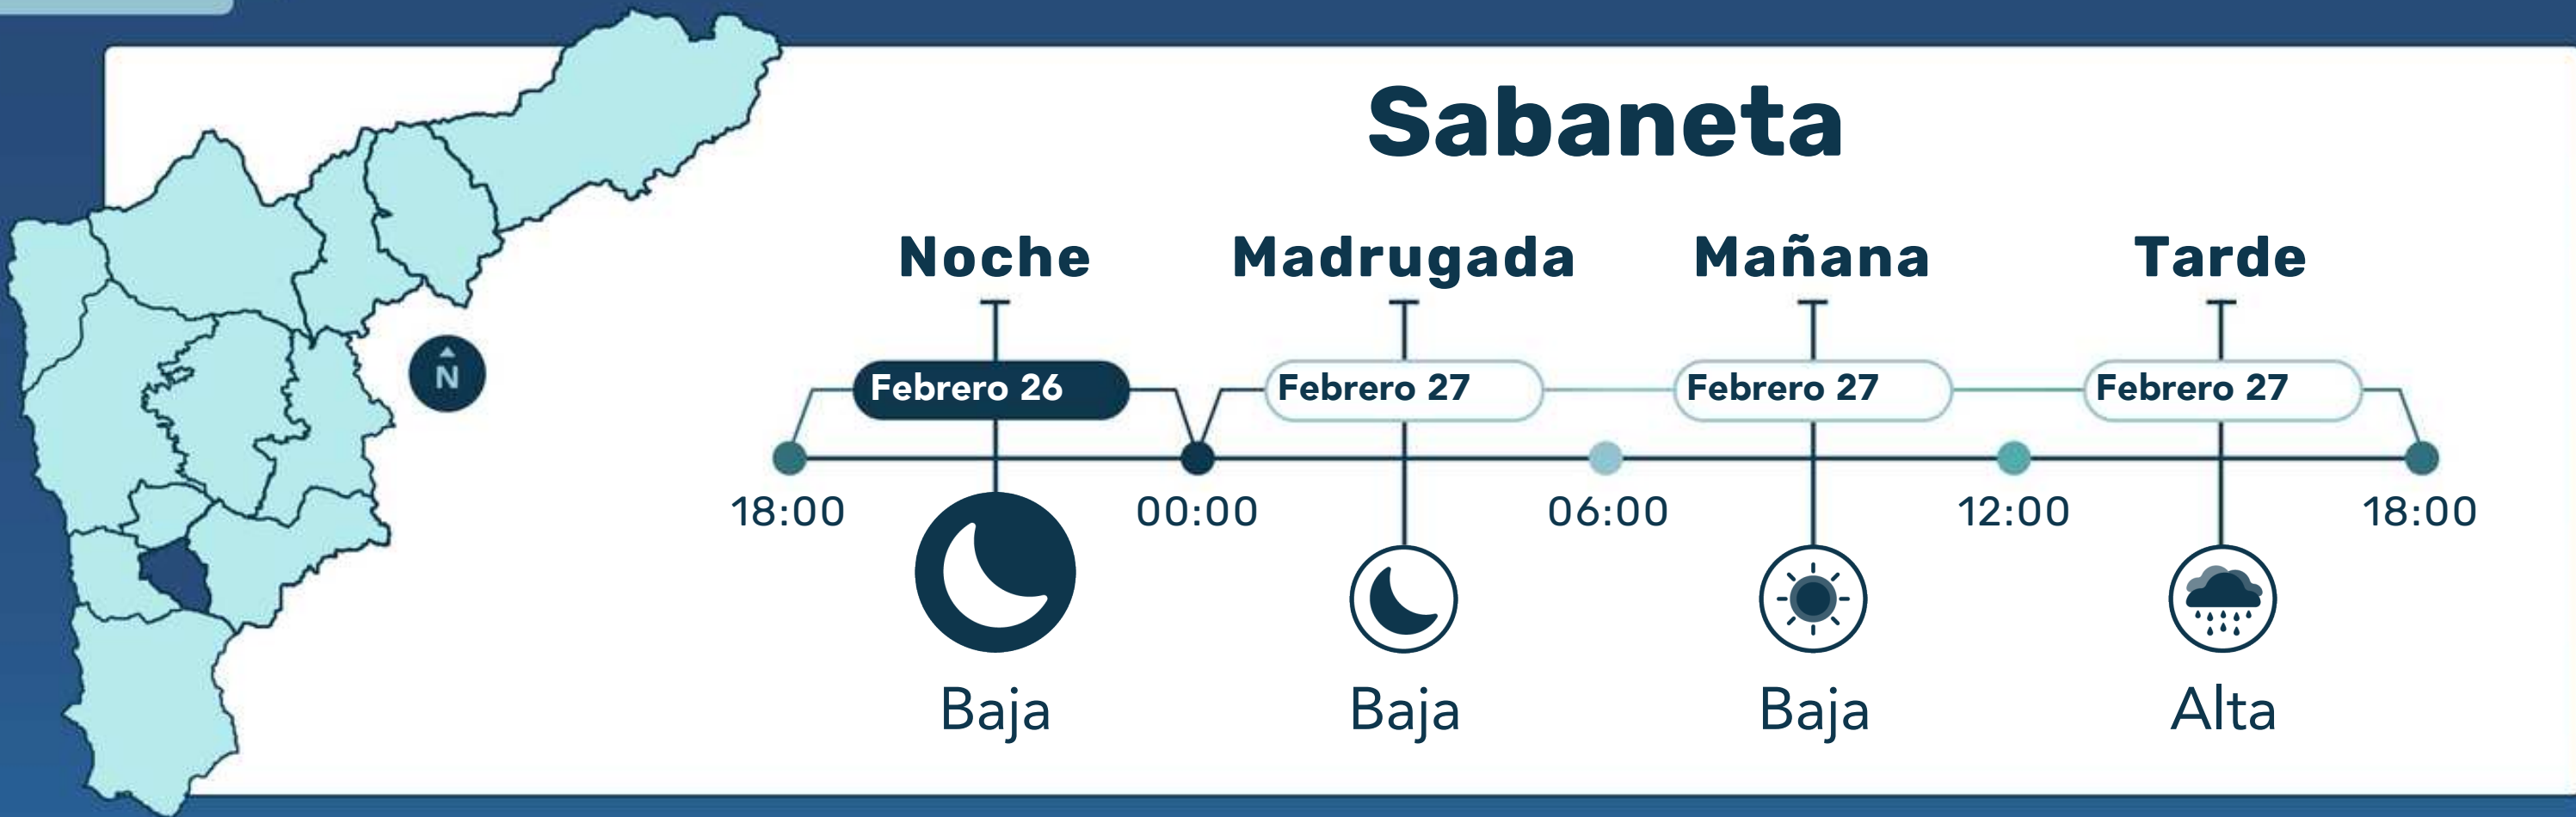 Sabaneta
Noche Madrugada Mañana Tarde
Febrero 26 Febrero 27 Febrero 27 Febrero 27
N
18:00 00:00 06:00 12:00 18:00
Baja Baja Baja Alta